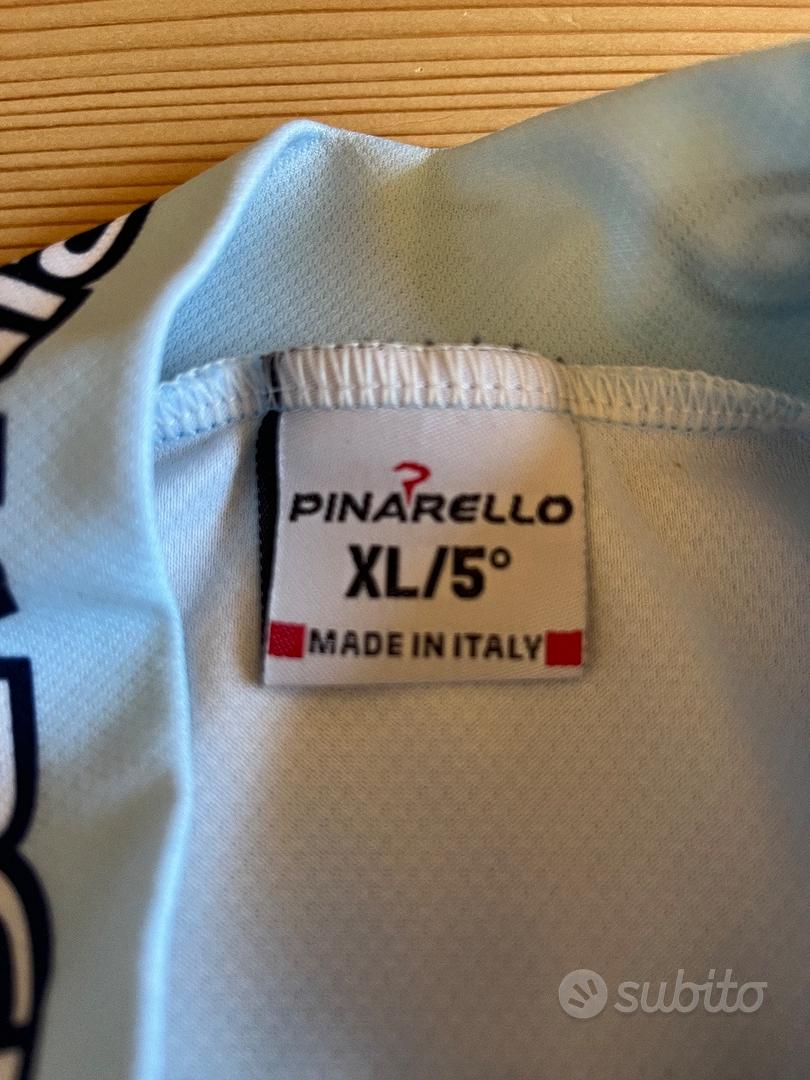 PINARELLO
XL/5°
MADE IN ITALY
subito